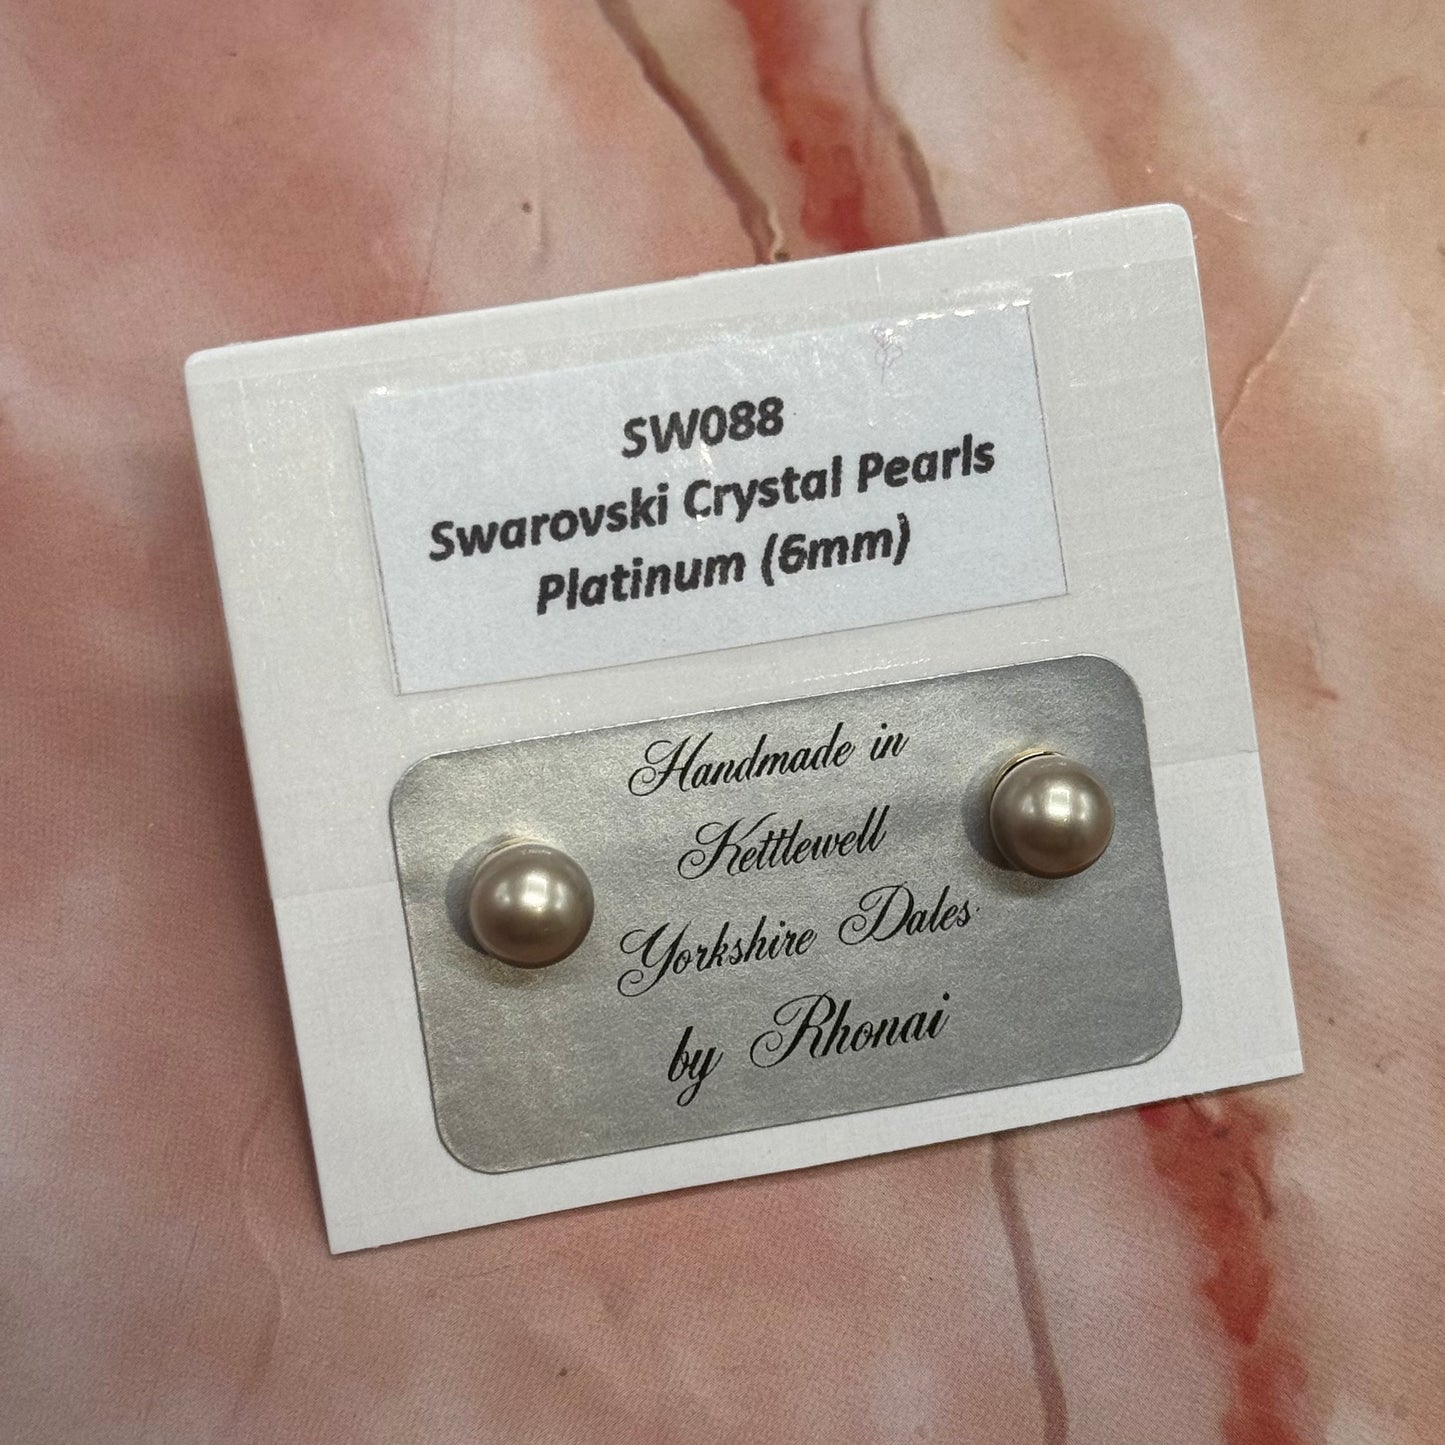 SW088
Swarovski Crystal Pearls
Platinum (6mm)
Handmade in
Kettlewell
Yorkshire Dales
by Rhonai